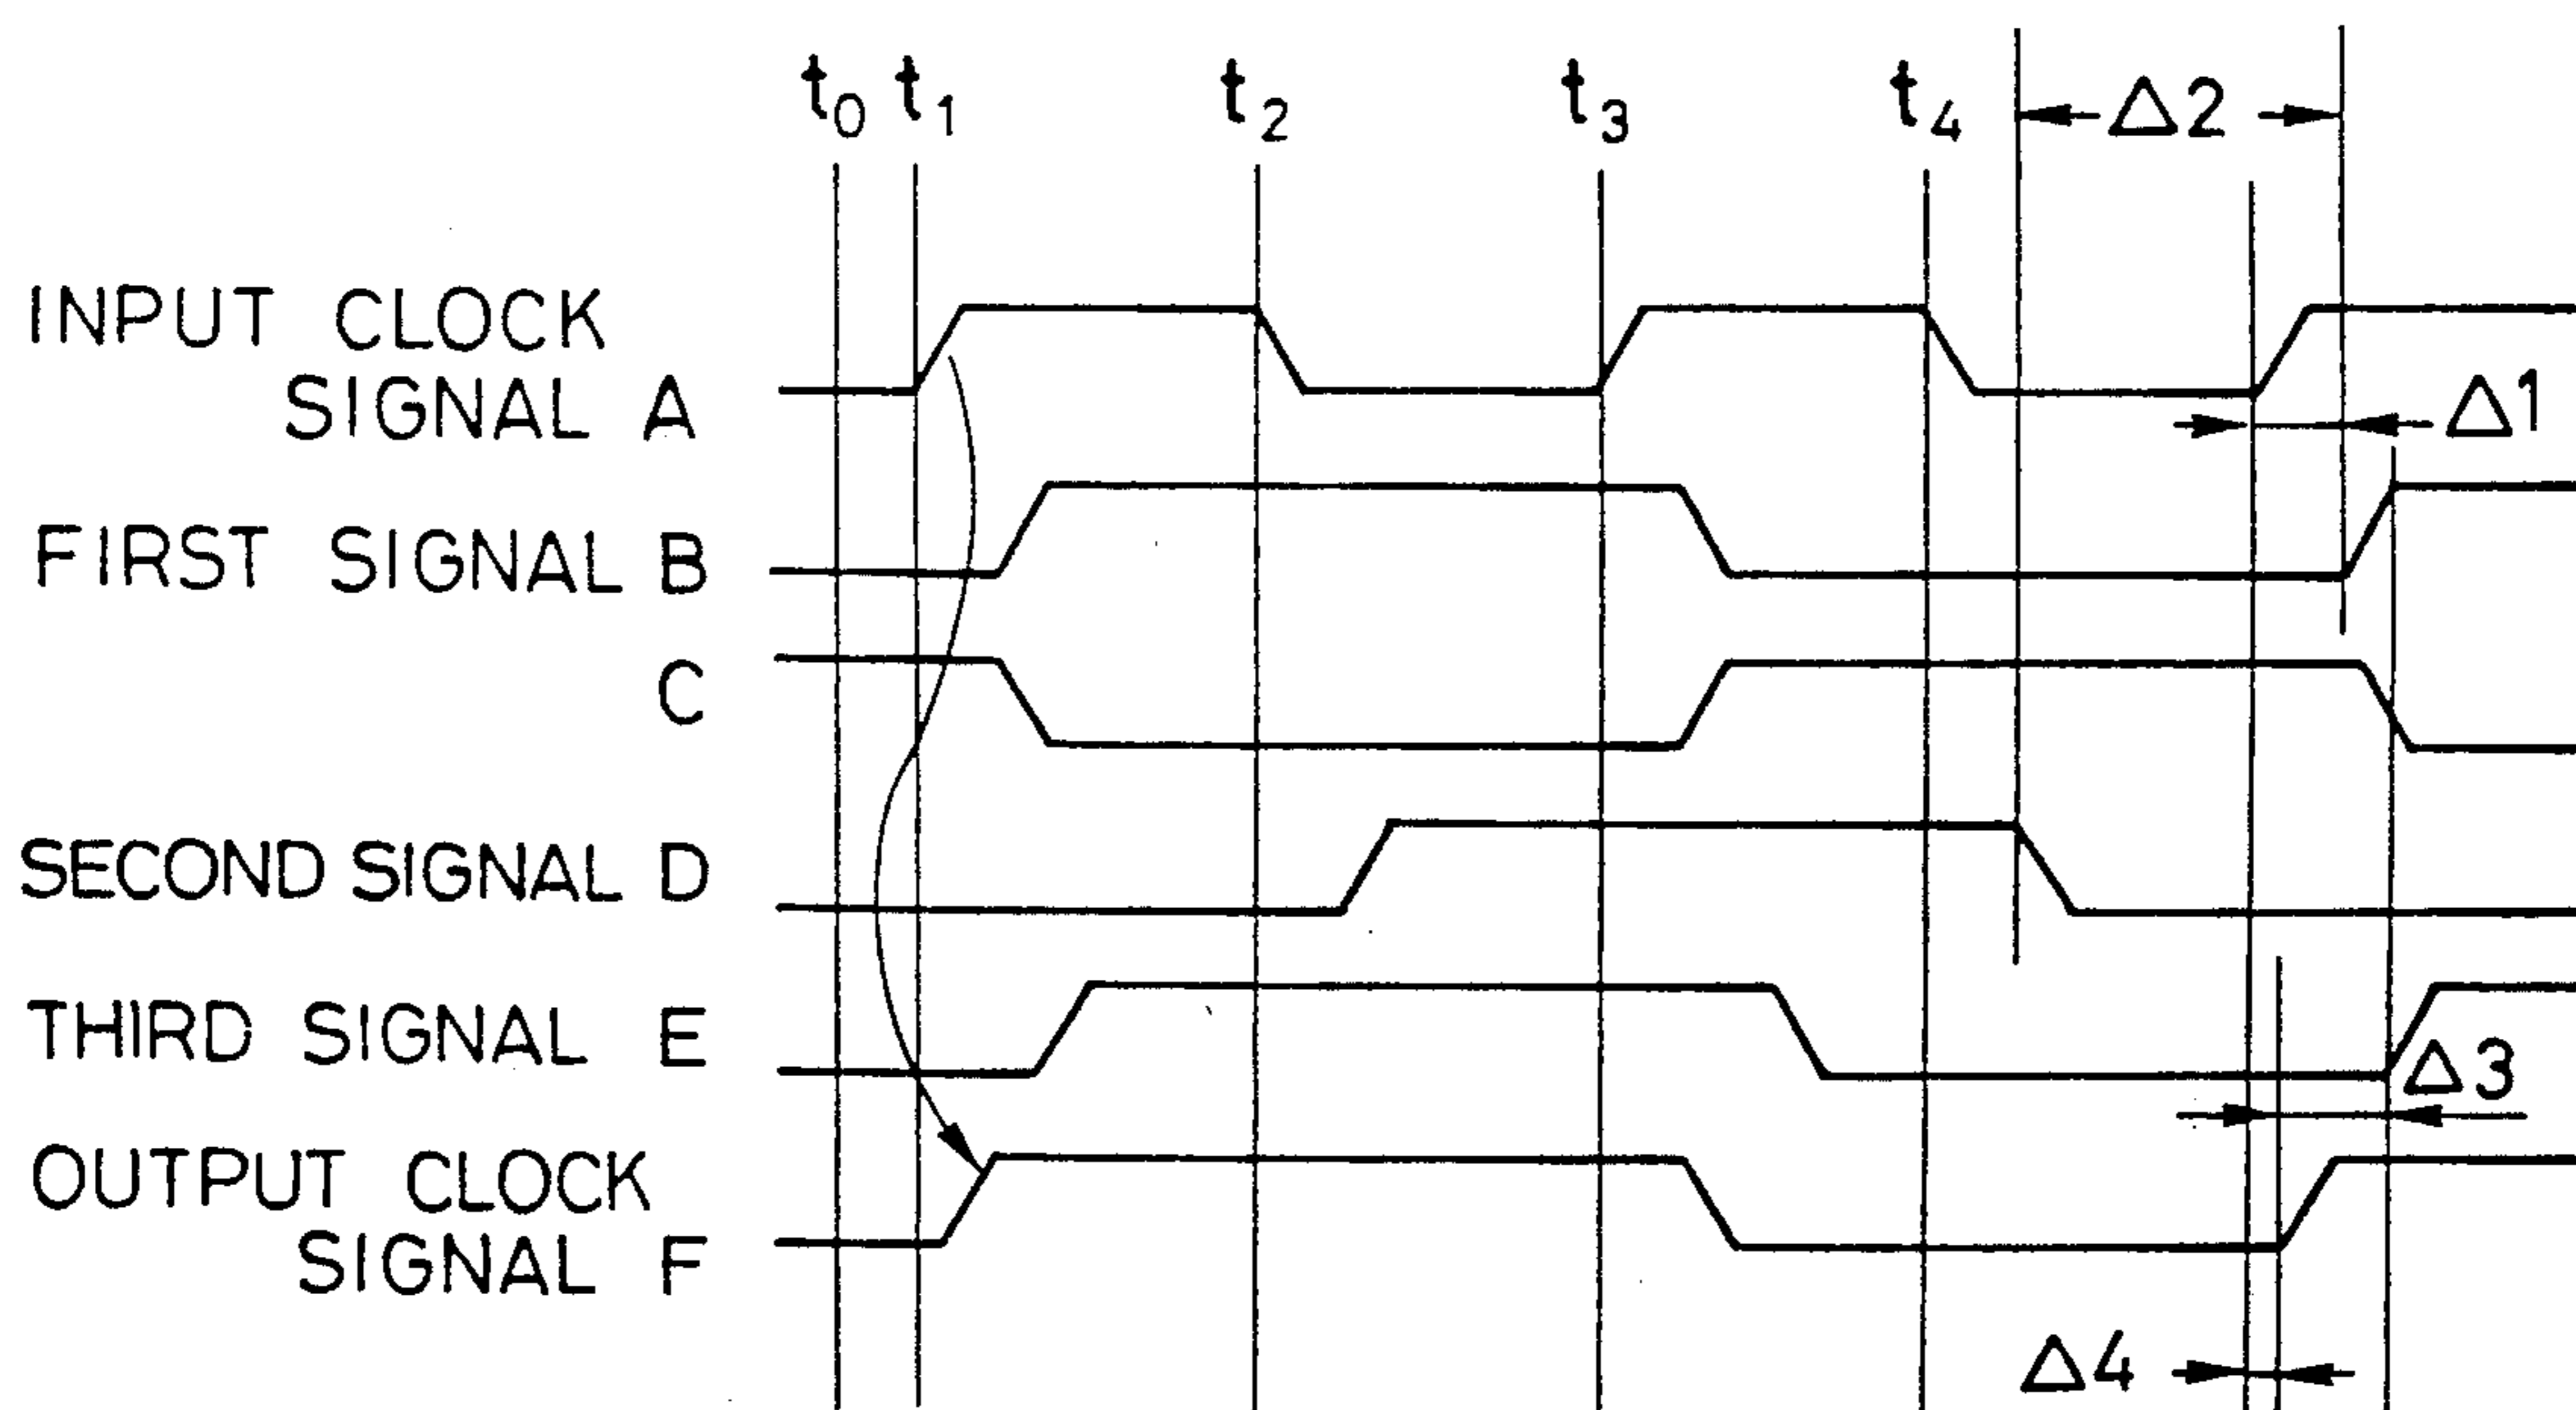 t0 t1 t2 t3 t4 Δ2
INPUT CLOCK
SIGNAL A
Δ1
FIRST SIGNAL B
C
SECOND SIGNAL D
THIRD SIGNAL E
Δ3
OUTPUT CLOCK
SIGNAL F
Δ4